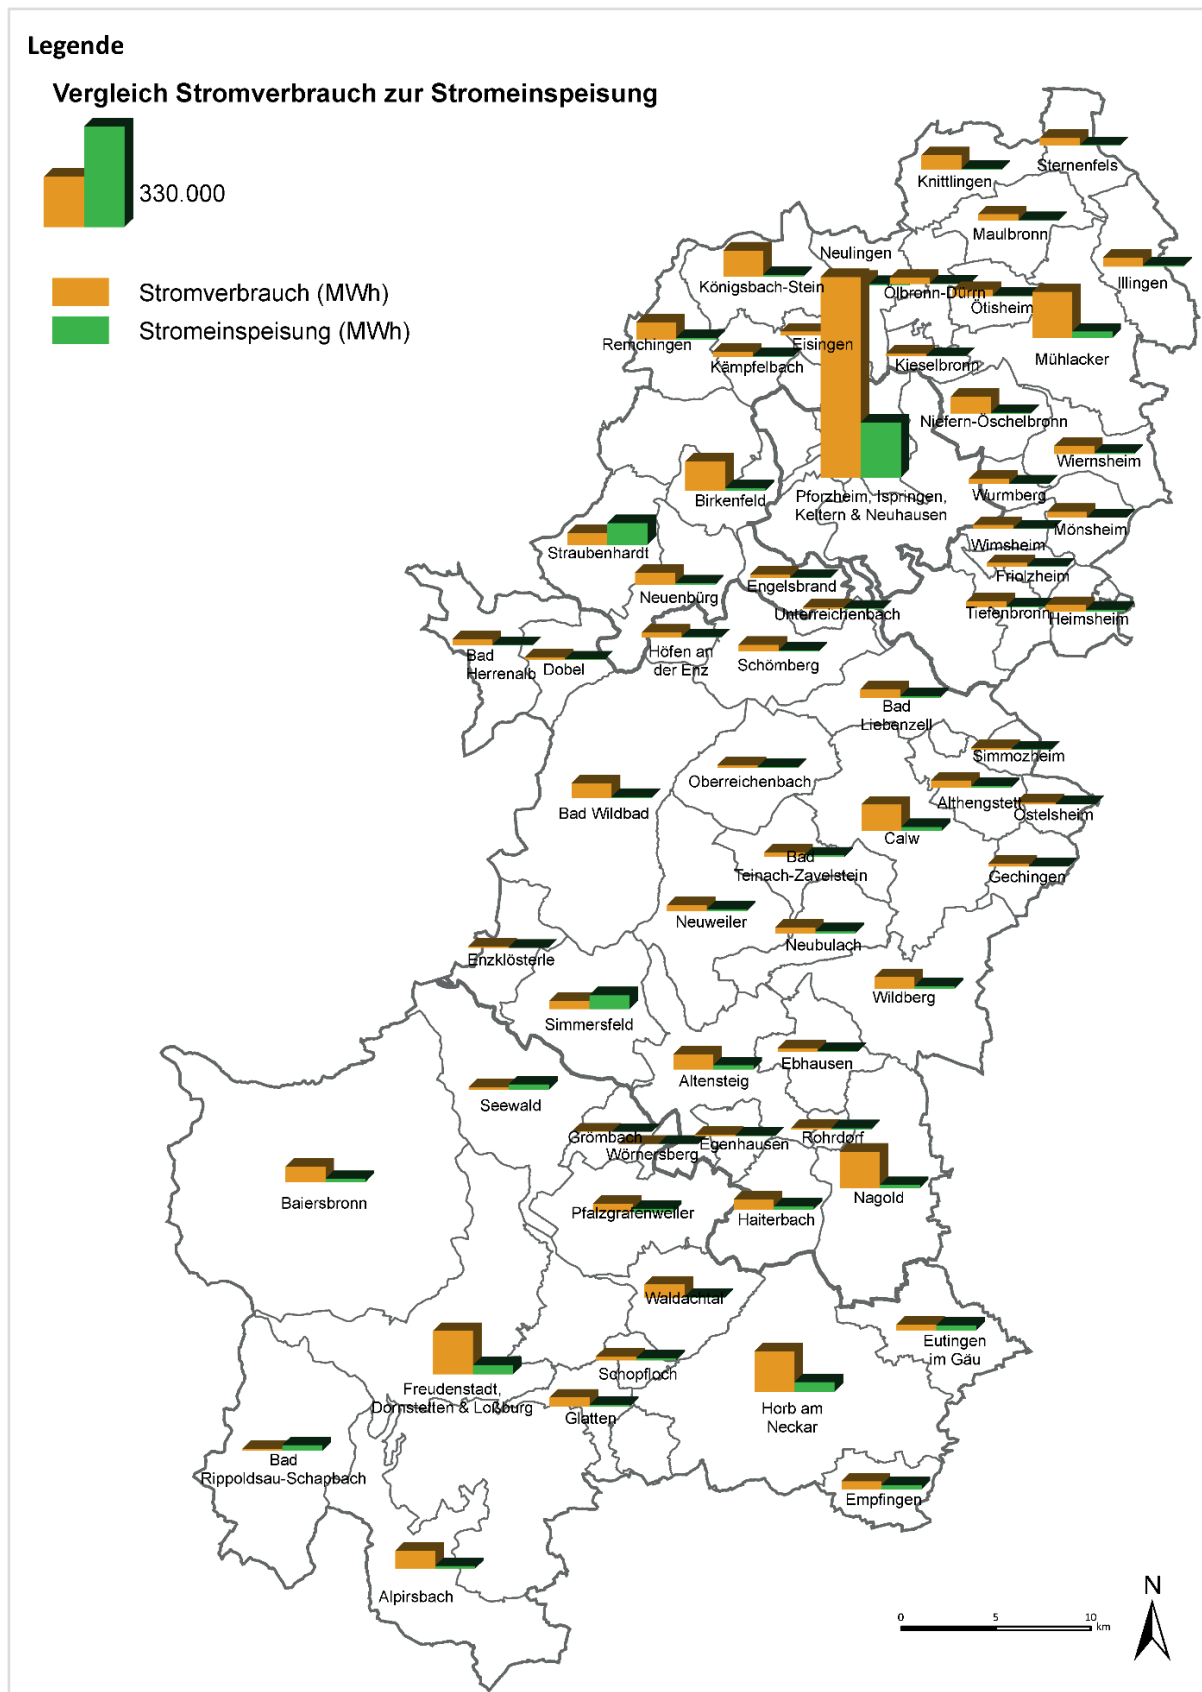 Legende
Vergleich Stromverbrauch zur Stromeinspeisung
330.000
Stromverbrauch (MWh)
Stromeinspeisung (MWh)
Sternenfels
Knittlingen
Maulbronn
Neulingen
Illingen
Königsbach-Stein
Ölbronn-Dürrn
Ötisheim
Remchingen
Eisingen
Mühlacker
Kämpfelbach
Kieselbronn
Niefern-Öschelbronn
Wiernsheim
Birkenfeld
Pforzheim, Ispringen,
Keltern & Neuhausen
Wurmberg
Mönsheim
Wimsheim
Straubenhardt
Friolzheim
Neuenbürg
Engelsbrand
Unterreichenbach
Tiefenbronn
Heimsheim
Bad
Herrenalb
Dobel
Höfen an
der Enz
Schömberg
Bad
Liebenzell
Simmozheim
Oberreichenbach
Bad Wildbad
Althengstett
Ostelsheim
Calw
Bad
Teinach-Zavelstein
Gechingen
Neuweiler
Neubulach
Enzklösterle
Wildberg
Simmersfeld
Ebhausen
Altensteig
Seewald
Grömbach
Wörnersberg
Egenhausen
Rohrdorf
Baiersbronn
Nagold
Pfalzgrafenweiler
Haiterbach
Waldachtal
Eutingen
im Gäu
Schopfloch
Freudenstadt,
Dornstetten & Loßburg
Glatten
Horb am
Neckar
Bad
Rippoldsau-Schapbach
Empfingen
Alpirsbach
N
0 5 10
km